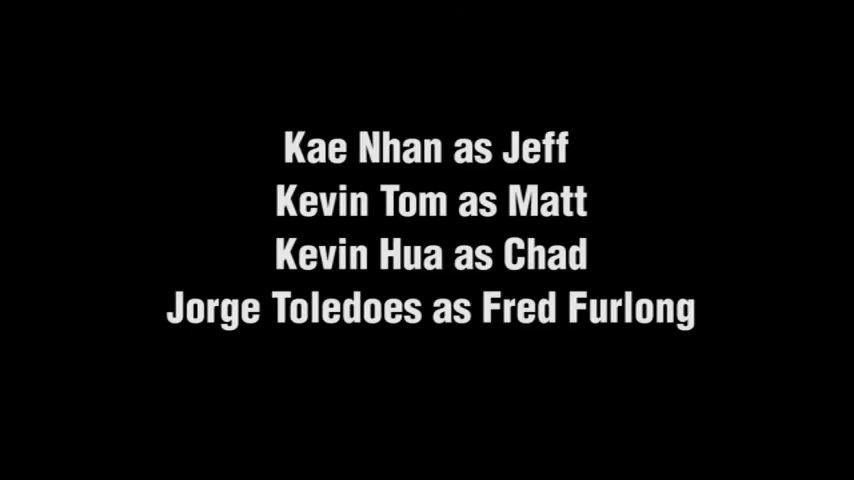 Kae Nhan as Jeff
Kevin Tom as Matt
Kevin Hua as Chad
Jorge Toledoes as Fred Furlong